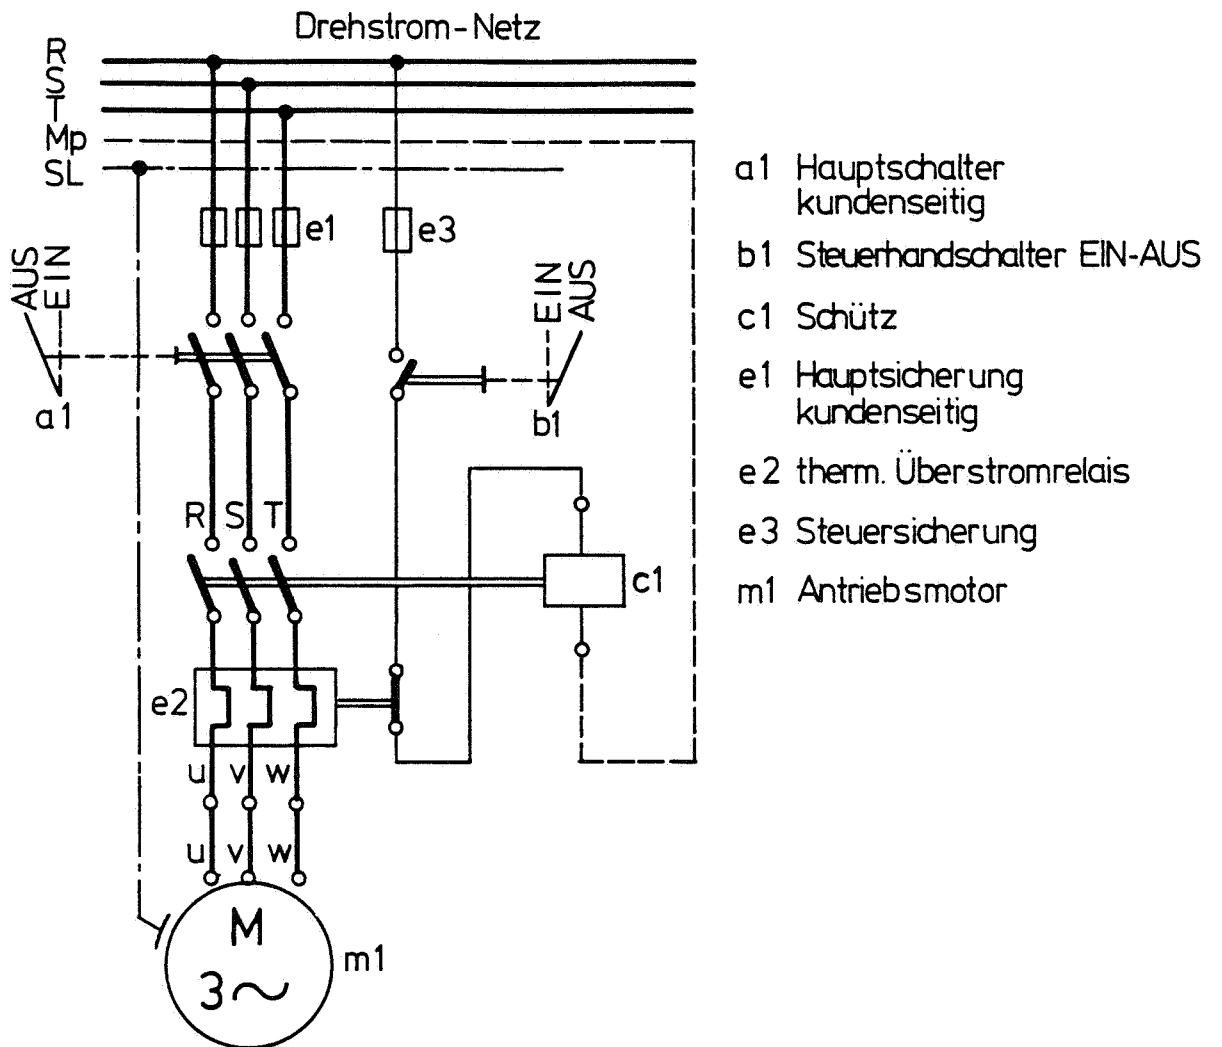 Drehstrom-Netz
R
S
T
Mp
SL
e1
e3
AUS
EIN
a1
EIN
AUS
b1
R S T
c1
e2
u v w
u v w
M
3~
m1
a1 Hauptschalter
kundenseitig
b1 Steuerhandschalter EIN-AUS
c1 Schütz
e1 Hauptsicherung
kundenseitig
e2 therm. Überstromrelais
e3 Steuersicherung
m1 Antriebsmotor